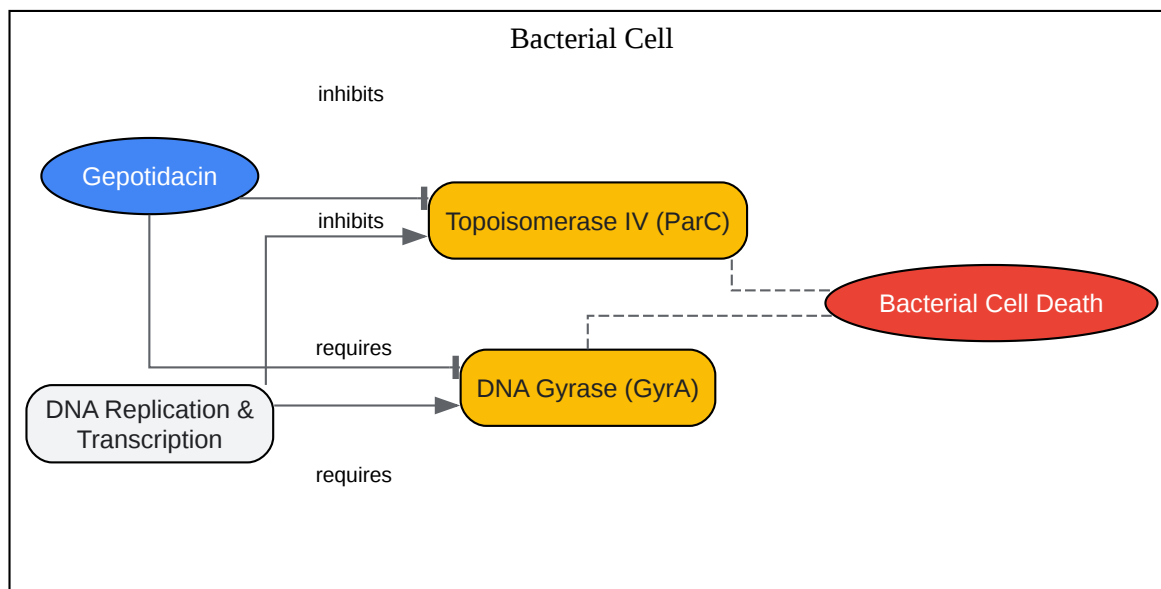 Bacterial Cell
inhibits
Gepotidacin
Topoisomerase IV (ParC)
inhibits
Bacterial Cell Death
requires
DNA Gyrase (GyrA)
DNA Replication &
Transcription
requires